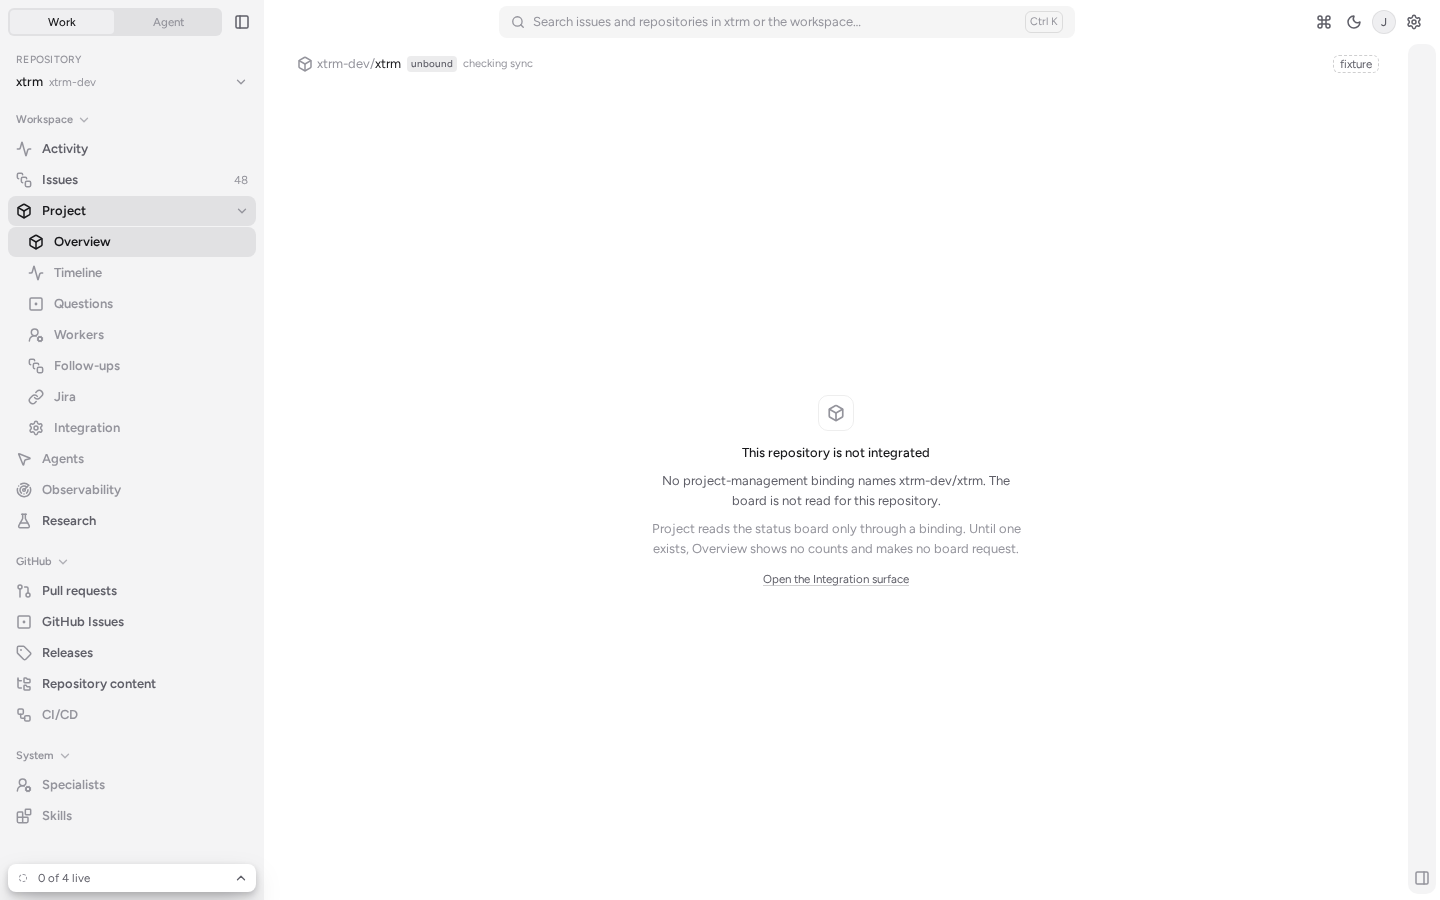 Work
Agent
Search issues and repositories in xtrm or the workspace...
Ctrl K
J
REPOSITORY
xtrm xtrm-dev
xtrm-dev/xtrm unbound checking sync
fixture
Workspace
Activity
Issues 48
Project
Overview
Timeline
Questions
Workers
Follow-ups
Jira
Integration
Agents
Observability
Research
GitHub
Pull requests
GitHub Issues
Releases
Repository content
CI/CD
System
Specialists
Skills
0 of 4 live
This repository is not integrated
No project-management binding names xtrm-dev/xtrm. The
board is not read for this repository.
Project reads the status board only through a binding. Until one
exists, Overview shows no counts and makes no board request.
Open the Integration surface